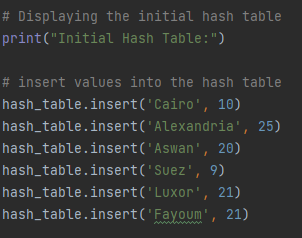 # Displaying the initial hash table
print("Initial Hash Table:")
# insert values into the hash table
hash_table.insert('Cairo', 10)
hash_table.insert('Alexandria', 25)
hash_table.insert('Aswan', 20)
hash_table.insert('Suez', 9)
hash_table.insert('Luxor', 21)
hash_table.insert('Fayoum', 21)